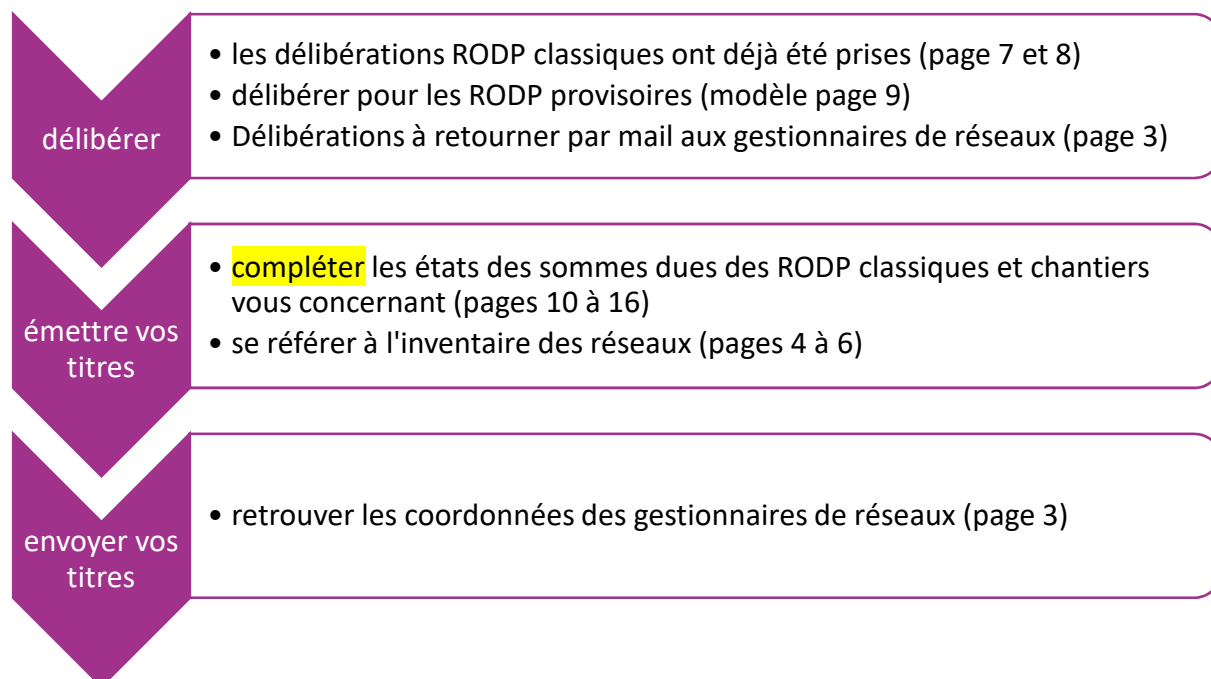 délibérer
• les délibérations RODP classiques ont déjà été prises (page 7 et 8)
• délibérer pour les RODP provisoires (modèle page 9)
• Délibérations à retourner par mail aux gestionnaires de réseaux (page 3)
émettre vos
titres
• compléter les états des sommes dues des RODP classiques et chantiers
vous concernant (pages 10 à 16)
• se référer à l'inventaire des réseaux (pages 4 à 6)
envoyer vos
titres
• retrouver les coordonnées des gestionnaires de réseaux (page 3)